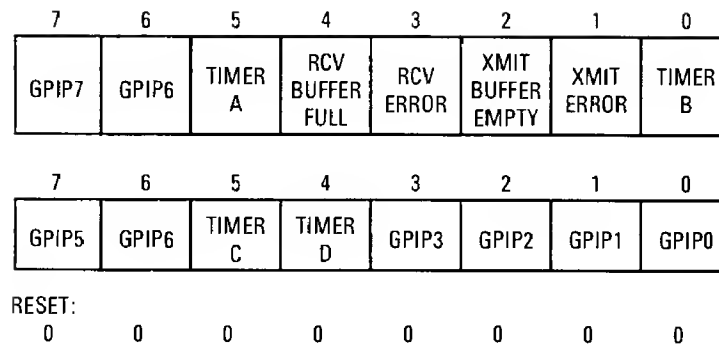 7 6 5 4 3 2 1 0
GPIP7 GPIP6 TIMER A RCV BUFFER FULL RCV ERROR XMIT BUFFER EMPTY XMIT ERROR TIMER B
7 6 5 4 3 2 1 0
GPIP5 GPIP6 TIMER C TIMER D GPIP3 GPIP2 GPIP1 GPIP0
RESET:
0 0 0 0 0 0 0 0